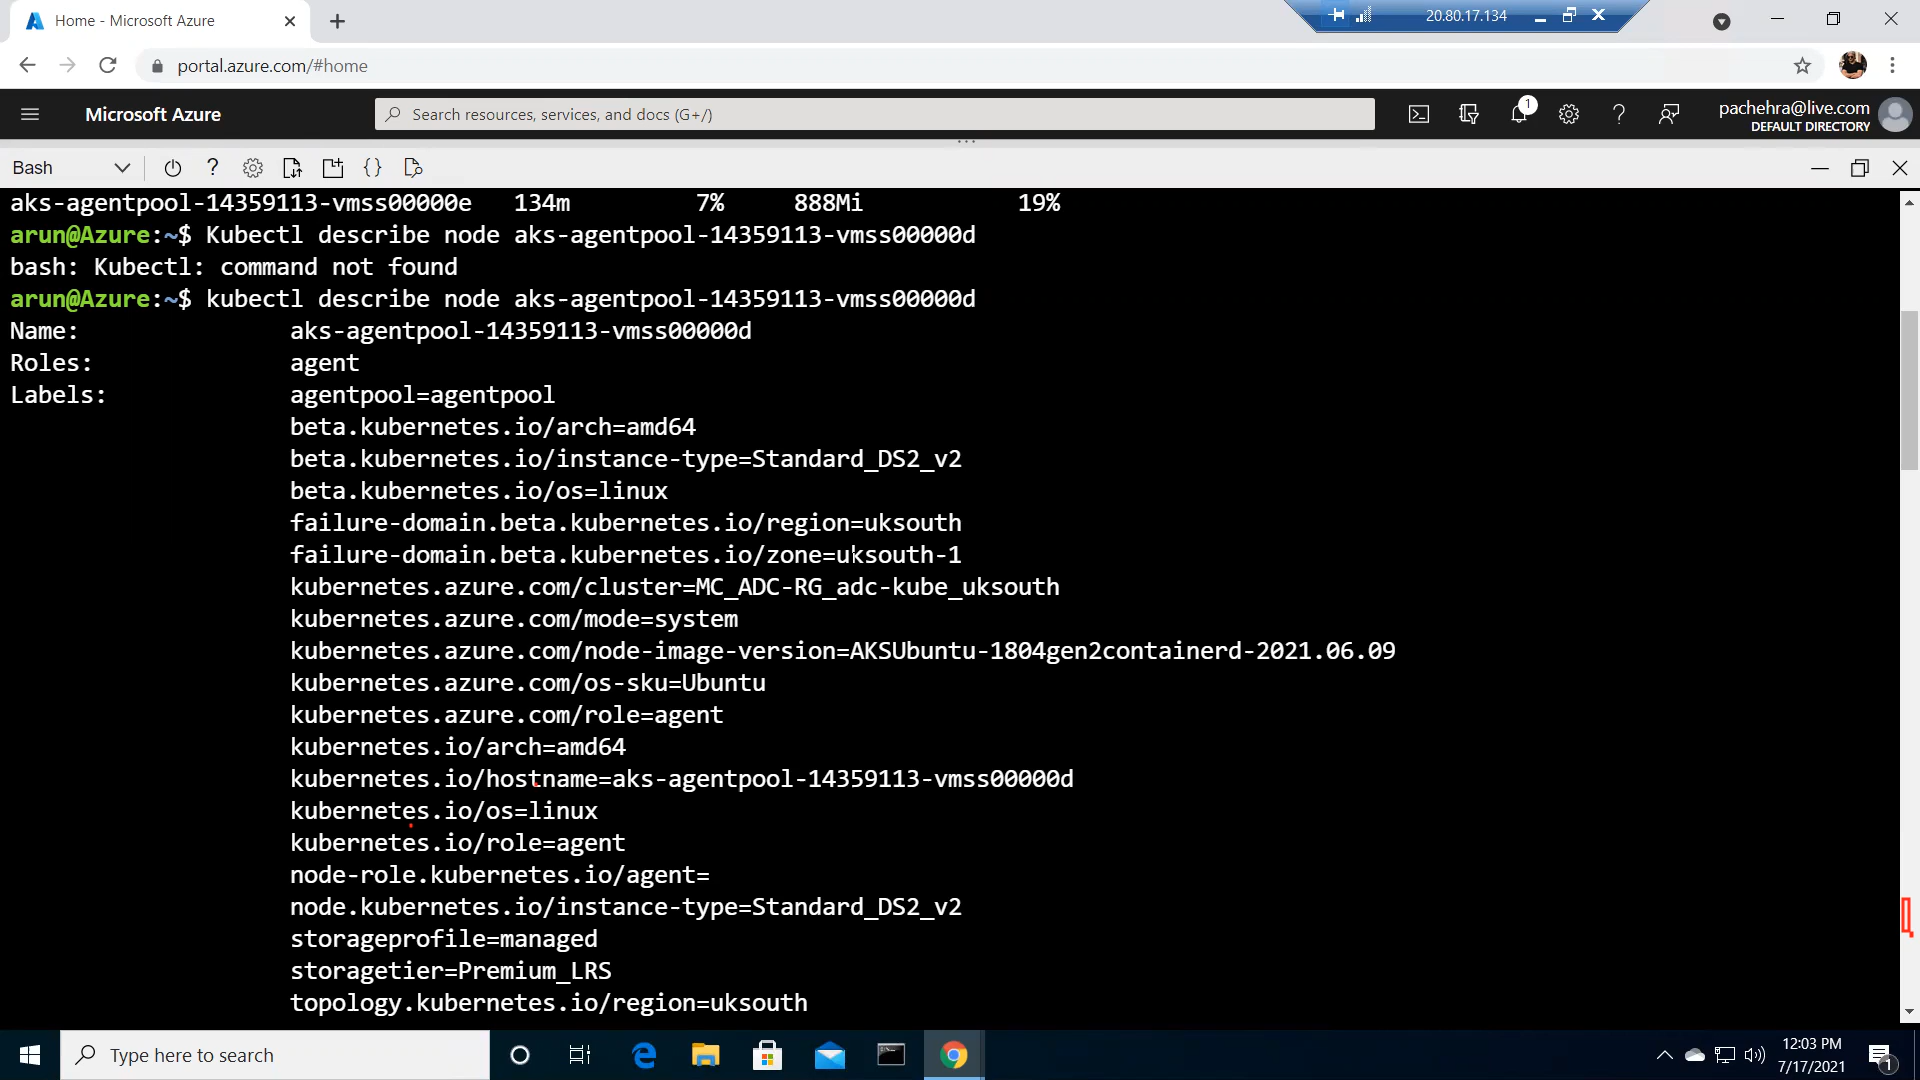 Home - Microsoft Azure
20.80.17.134
portal.azure.com/#home
Microsoft Azure
Search resources, services, and docs (G+/)
1
pachehra@live.com
DEFAULT DIRECTORY
Bash
aks-agentpool-14359113-vmss00000e 134m 7% 888Mi 19%
arun@Azure:~$ Kubectl describe node aks-agentpool-14359113-vmss00000d
bash: Kubectl: command not found
arun@Azure:~$ kubectl describe node aks-agentpool-14359113-vmss00000d
Name: aks-agentpool-14359113-vmss00000d
Roles: agent
Labels: agentpool=agentpool
beta.kubernetes.io/arch=amd64
beta.kubernetes.io/instance-type=Standard_DS2_v2
beta.kubernetes.io/os=linux
failure-domain.beta.kubernetes.io/region=uksouth
failure-domain.beta.kubernetes.io/zone=uksouth-1
kubernetes.azure.com/cluster=MC_ADC-RG_adc-kube_uksouth
kubernetes.azure.com/mode=system
kubernetes.azure.com/node-image-version=AKSUbuntu-1804gen2containerd-2021.06.09
kubernetes.azure.com/os-sku=Ubuntu
kubernetes.azure.com/role=agent
kubernetes.io/arch=amd64
kubernetes.io/hostname=aks-agentpool-14359113-vmss00000d
kubernetes.io/os=linux
kubernetes.io/role=agent
node-role.kubernetes.io/agent=
node.kubernetes.io/instance-type=Standard_DS2_v2
storageprofile=managed
storagetier=Premium_LRS
topology.kubernetes.io/region=uksouth
Type here to search
12:03 PM
7/17/2021
1